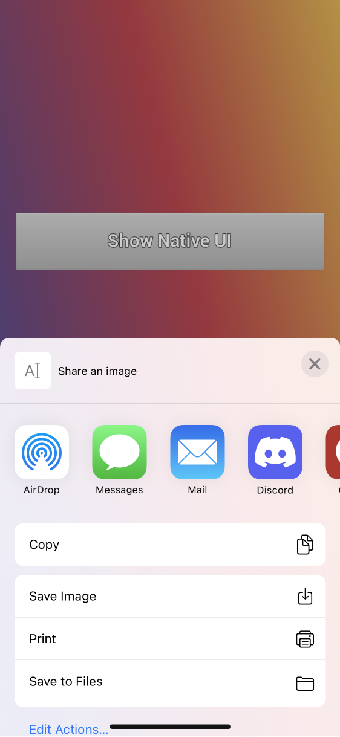 Show Native UI
A
Share an image
AirDrop
Messages
Mail
Discord
Copy
Save Image
Print
Save to Files
Edit Actions...